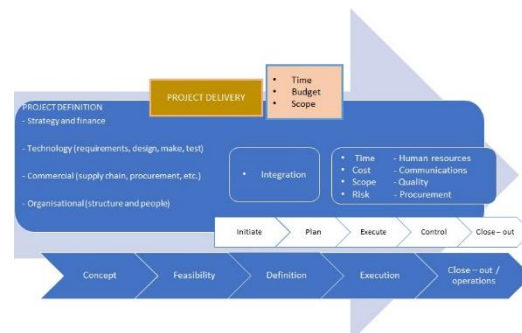 PROJECT DELIVERY
• Time
• Budget
• Scope
PROJECT DEFINITION
- Strategy and finance
- Technology (requirements, design, make, test)
- Commercial (supply chain, procurement, etc.)
- Organisational (structure and people)
• Integration
• Time - Human resources
• Cost - Communications
• Scope - Quality
• Risk - Procurement
Initiate Plan Execute Control Close – out
Concept Feasibility Definition Execution Close – out /
operations